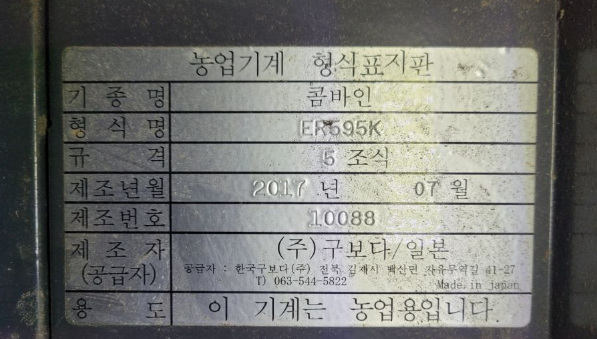 농업기계 형식표지판
기종명 콤바인
형식명 ER595K
규격 5 조식
제조년월 2017 년 07 월
제조번호 10088
제조자 (주)구보다/일본
(공급자) 공급자 : 한국구보다(주) 전북 김제시 백산면 자유무역길 41-27
T) 063-544-5822
Made in japan
용도 이 기계는 농업용입니다.